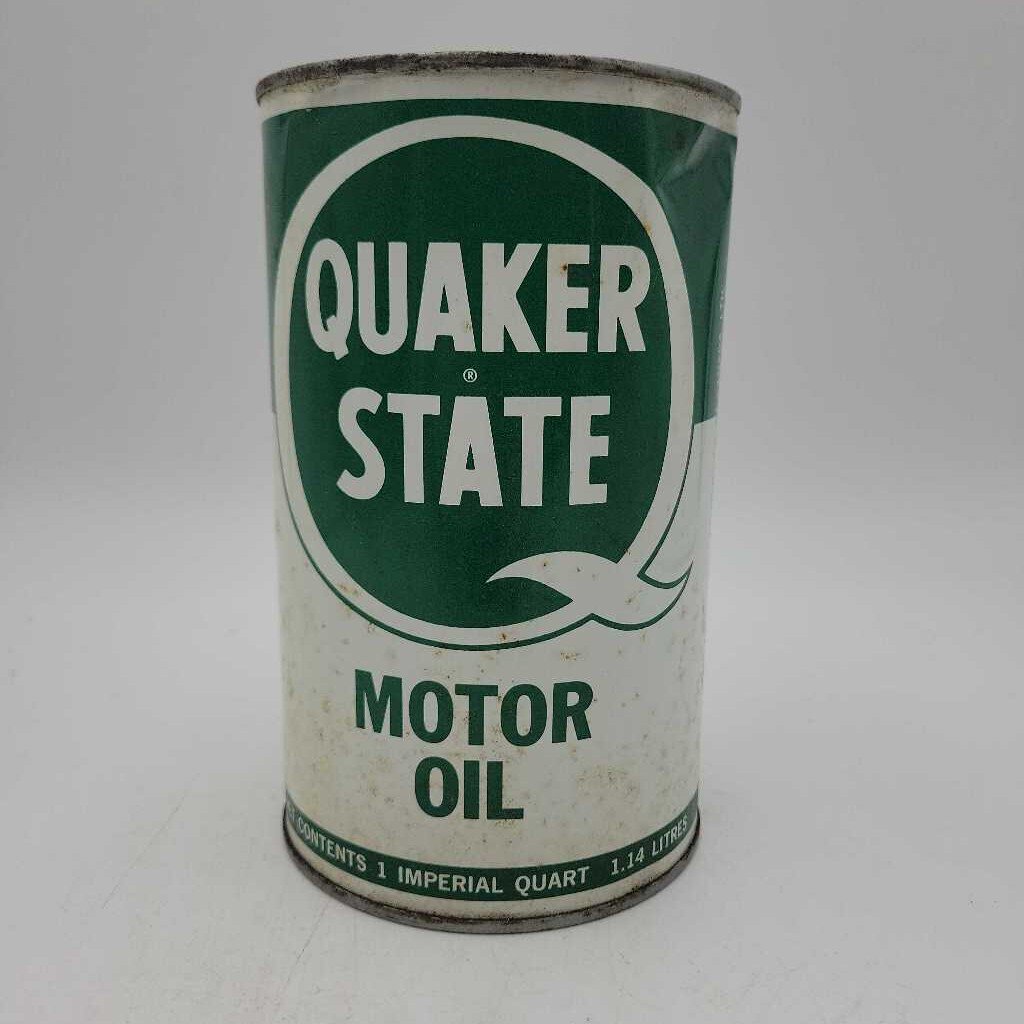 QUAKER
®
STATE
MOTOR
OIL
CONTENTS 1 IMPERIAL QUART 1.14 LITRES